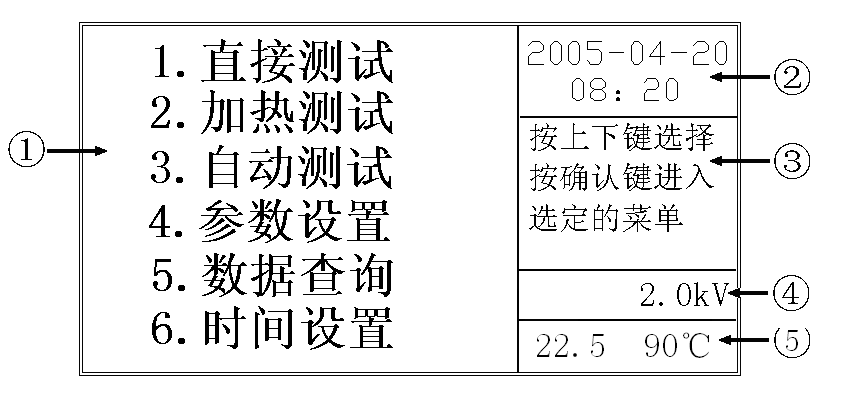 ①
1.直接测试
2.加热测试
3.自动测试
4.参数设置
5.数据查询
6.时间设置
2005-04-20
08：20
②
按上下键选择
按确认键进入
选定的菜单
③
2.0kV
④
22.5 90℃
⑤